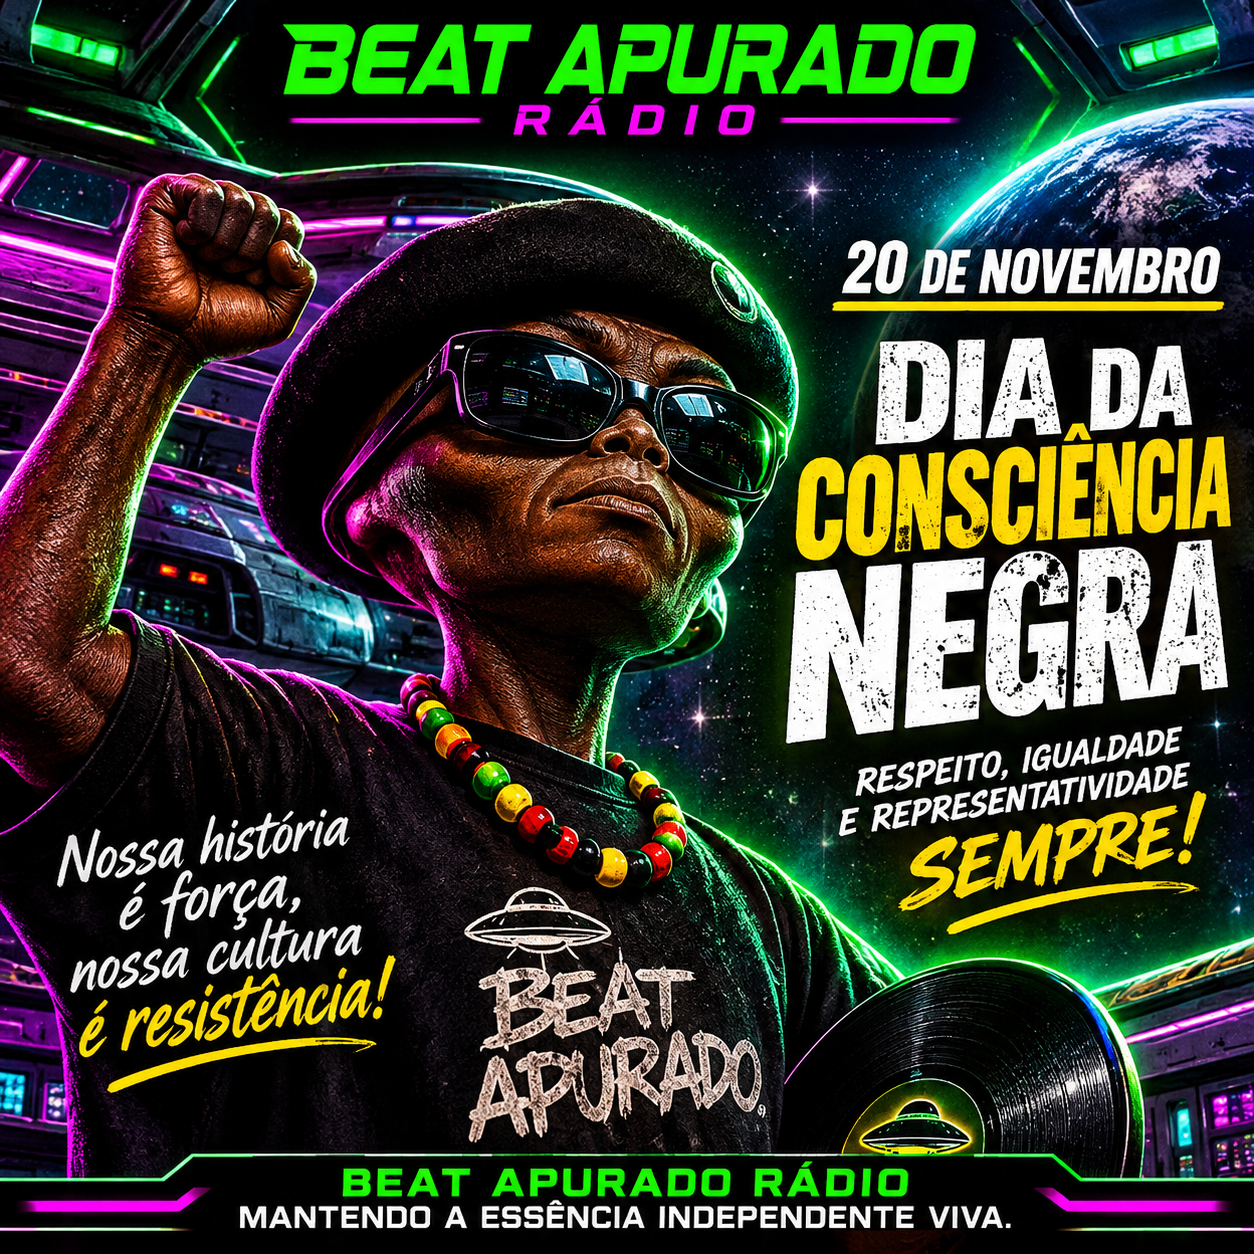 BEAT APURADO
RÁDIO
20 DE NOVEMBRO
DIA DA
CONSCIÊNCIA
NEGRA
RESPEITO, IGUALDADE
E REPRESENTATIVIDADE
SEMPRE!
Nossa história
é força,
nossa cultura
é resistência!
BEAT
APURADO
BEAT APURADO RÁDIO
MANTENDO A ESSÊNCIA INDEPENDENTE VIVA.